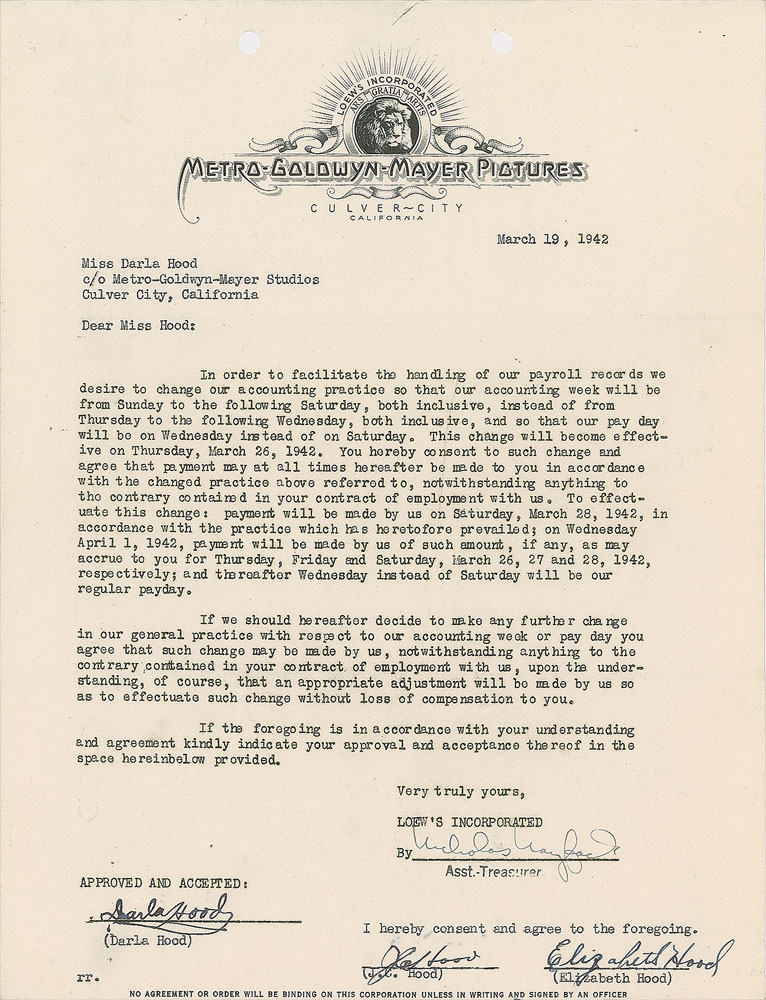 LOEW'S INCORPORATED
ARS GRATIA ARTIS
METRO-GOLDWYN-MAYER PICTURES
CULVER~CITY
CALIFORNIA
March 19, 1942
Miss Darla Hood
c/o Metro-Goldwyn-Mayer Studios
Culver City, California
Dear Miss Hood:
In order to facilitate the handling of our payroll records we
desire to change our accounting practice so that our accounting week will be
from Sunday to the following Saturday, both inclusive, instead of from
Thursday to the following Wednesday, both inclusive, and so that our pay day
will be on Wednesday instead of on Saturday. This change will become effect-
ive on Thursday, March 26, 1942. You hereby consent to such change and
agree that payment may at all times hereafter be made to you in accordance
with the changed practice above referred to, notwithstanding anything to
the contrary contained in your contract of employment with us. To effect-
uate this change: payment will be made by us on Saturday, March 28, 1942, in
accordance with the practice which has heretofore prevailed; on Wednesday
April 1, 1942, payment will be made by us of such amount, if any, as may
accrue to you for Thursday, Friday and Saturday, March 26, 27 and 28, 1942,
respectively; and thereafter Wednesday instead of Saturday will be our
regular payday.
If we should hereafter decide to make any further change
in our general practice with respect to our accounting week or pay day you
agree that such change may be made by us, notwithstanding anything to the
contrary contained in your contract of employment with us, upon the under-
standing, of course, that an appropriate adjustment will be made by us so
as to effectuate such change without loss of compensation to you.
If the foregoing is in accordance with your understanding
and agreement kindly indicate your approval and acceptance thereof in the
space hereinbelow provided.
Very truly yours,
LOEW'S INCORPORATED
By Nicholas
Asst.-Treasurer
APPROVED AND ACCEPTED:
Darla Hood
(Darla Hood)
I hereby consent and agree to the foregoing.
J C Hood Elizabeth Hood
(J.C. Hood) (Elizabeth Hood)
rr.
NO AGREEMENT OR ORDER WILL BE BINDING ON THIS CORPORATION UNLESS IN WRITING AND SIGNED BY AN OFFICER